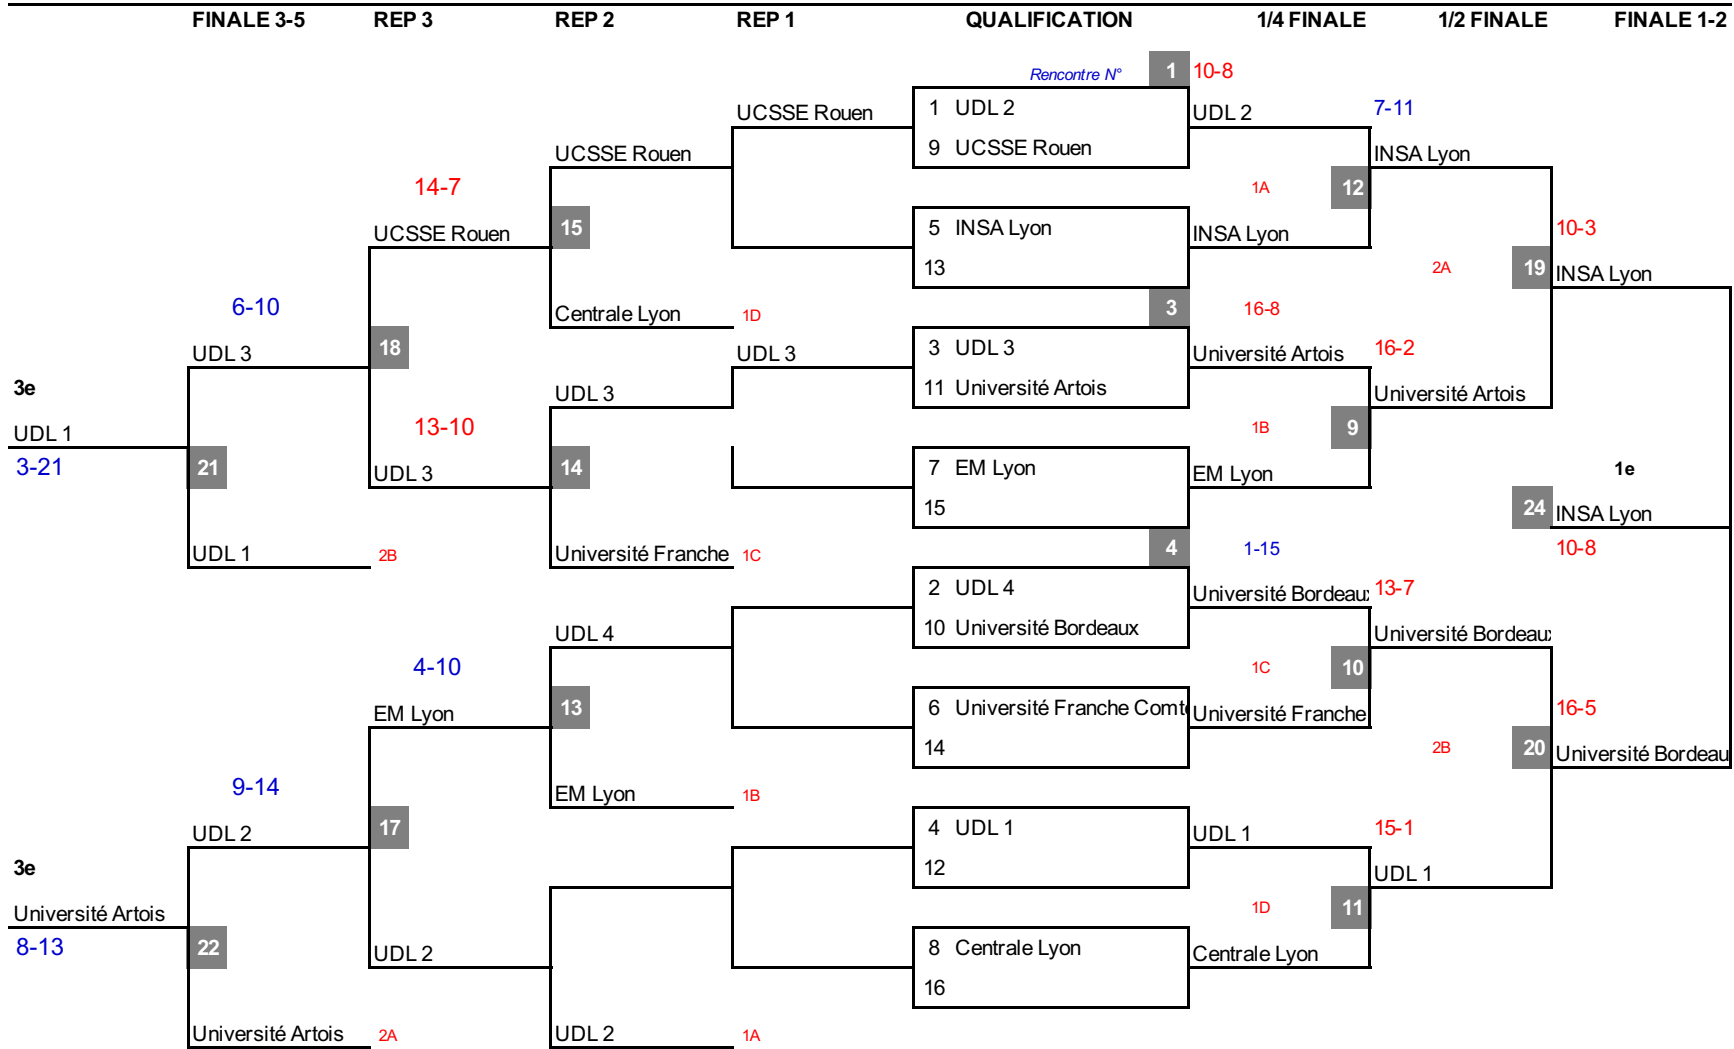 FINALE 3-5 REP 3 REP 2 REP 1 QUALIFICATION 1/4 FINALE 1/2 FINALE FINALE 1-2
Rencontre N° 1 10-8
UCSSE Rouen 1 UDL 2 UDL 2 7-11
UCSSE Rouen 9 UCSSE Rouen INSA Lyon
14-7 1A 12
UCSSE Rouen 15 5 INSA Lyon INSA Lyon 10-3
13 2A 19 INSA Lyon
6-10 Centrale Lyon 1D 3 16-8
UDL 3 18 UDL 3 3 UDL 3 Université Artois 16-2
3e UDL 3 11 Université Artois Université Artois
UDL 1 13-10 1B 9
3-21 21 UDL 3 14 7 EM Lyon EM Lyon 1e
15 24 INSA Lyon
UDL 1 2B Université Franche 1C 4 1-15 10-8
2 UDL 4 Université Bordeau 13-7
UDL 4 10 Université Bordeaux Université Bordeau
4-10 1C 10
EM Lyon 13 6 Université Franche Comt Université Franche 16-5
14 2B 20 Université Bordeau
9-14 EM Lyon 1B
UDL 2 17 4 UDL 1 UDL 1 15-1
3e 12 UDL 1
Université Artois 1D 11
8-13 22 UDL 2 8 Centrale Lyon Centrale Lyon
16
Université Artois 2A UDL 2 1A